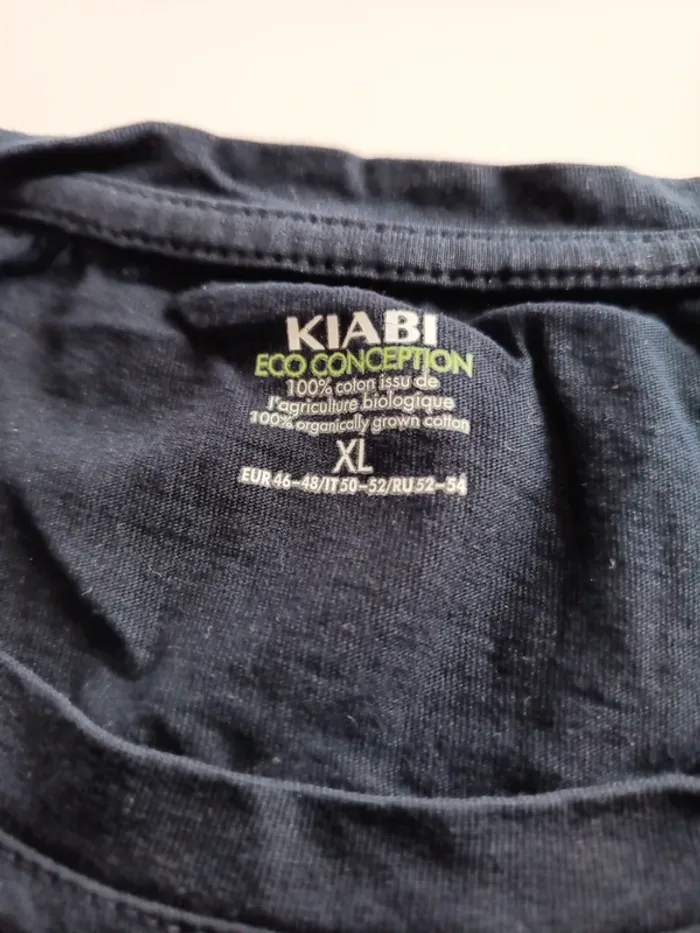 KIABI
ECO CONCEPTION
100% coton issu de
l'agriculture biologique
100% organically grown cotton
XL
EUR 46-48/IT 50-52/RU 52-54